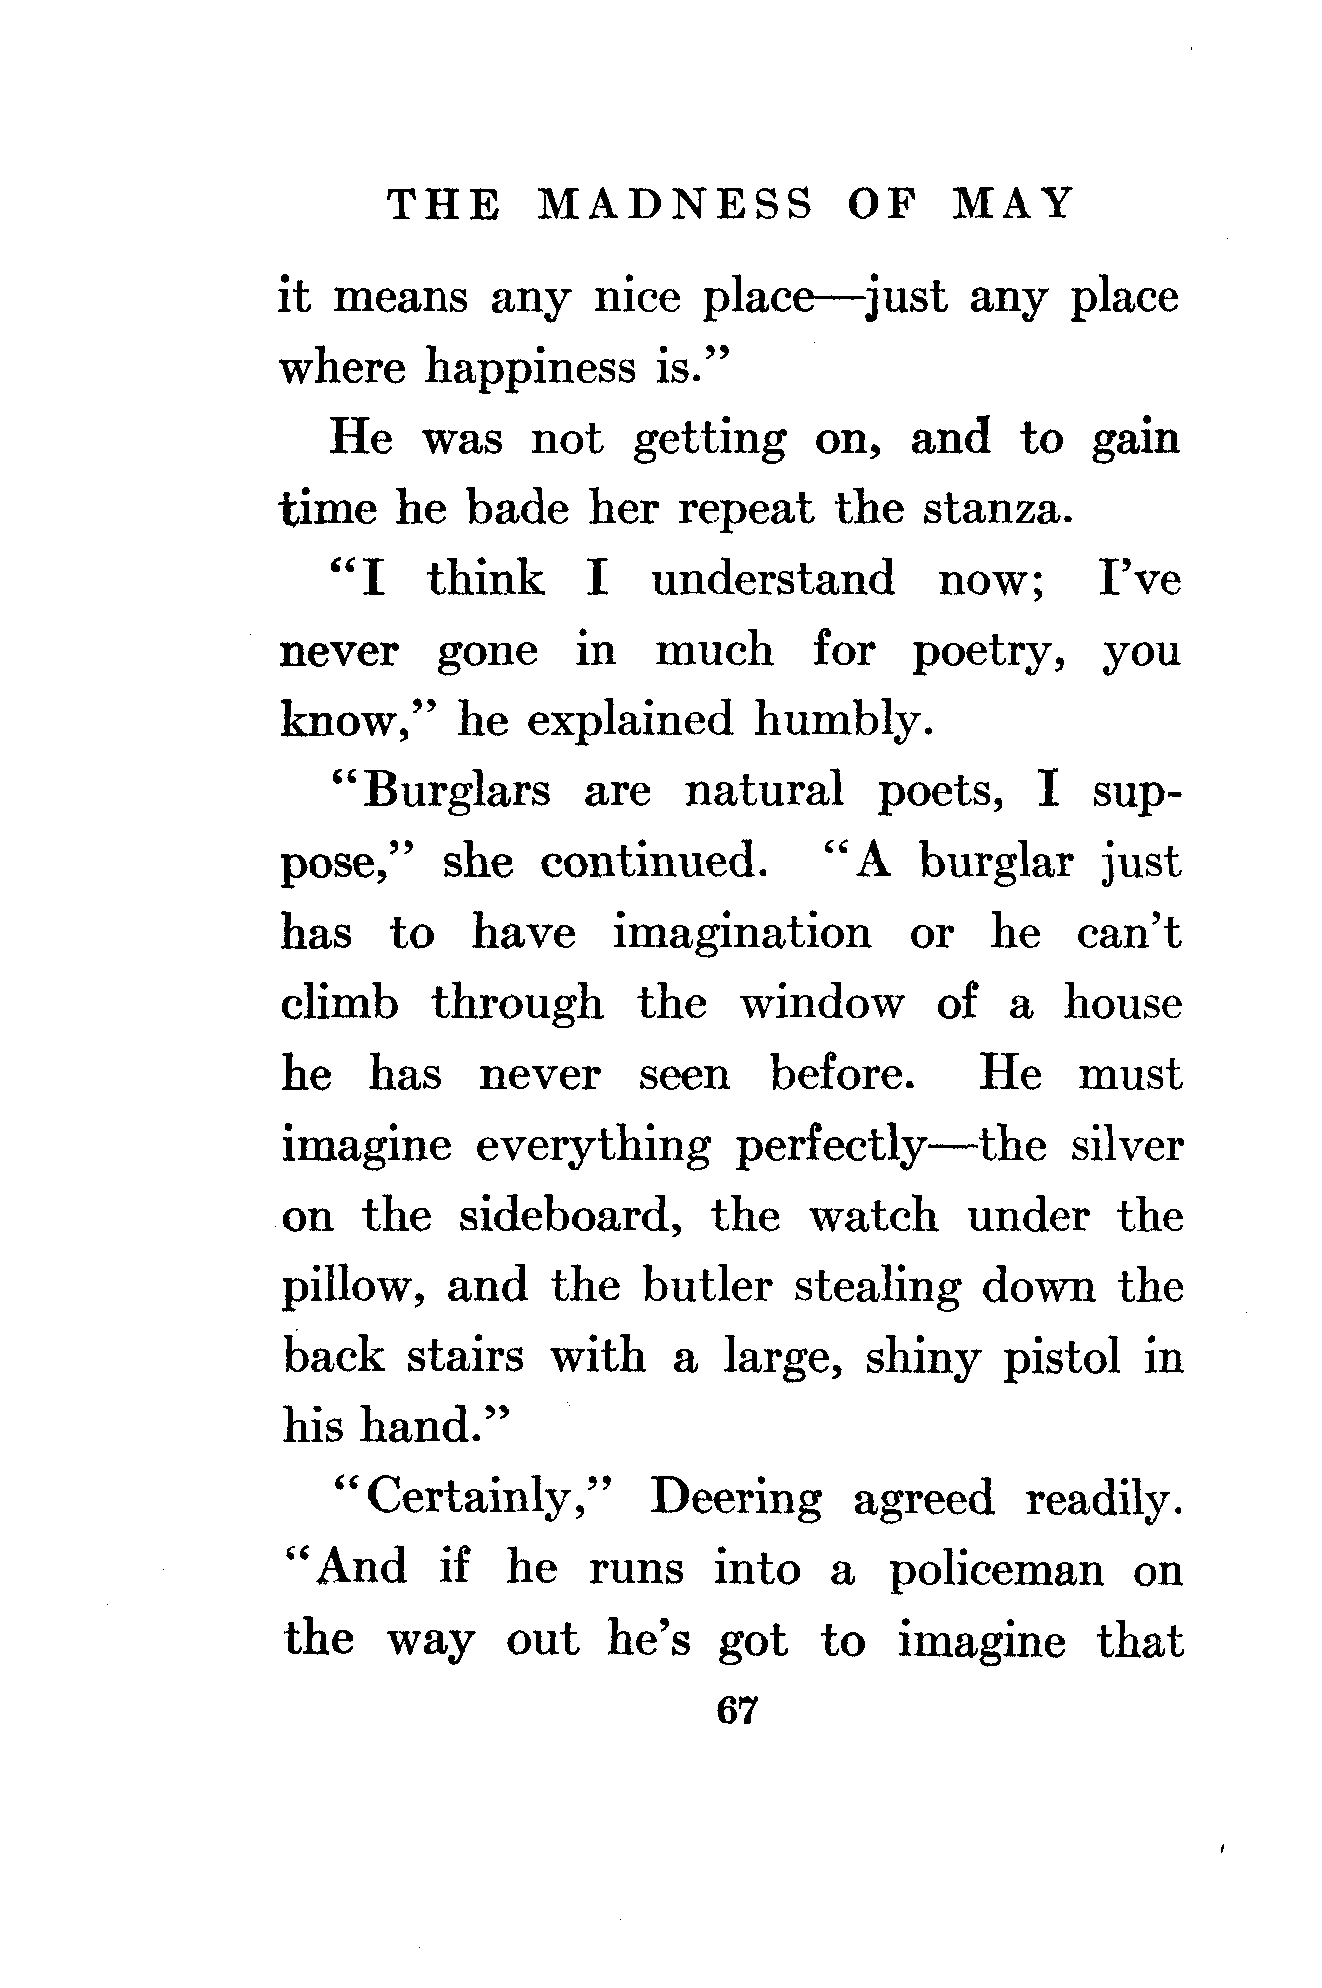 THE MADNESS OF MAY
it means any nice place—just any place
where happiness is.”
He was not getting on, and to gain
time he bade her repeat the stanza.
“I think I understand now; I’ve
never gone in much for poetry, you
know,” he explained humbly.
“Burglars are natural poets, I sup-
pose,” she continued. “A burglar just
has to have imagination or he can’t
climb through the window of a house
he has never seen before. He must
imagine everything perfectly—the silver
on the sideboard, the watch under the
pillow, and the butler stealing down the
back stairs with a large, shiny pistol in
his hand.”
“Certainly,” Deering agreed readily.
“And if he runs into a policeman on
the way out he’s got to imagine that
67